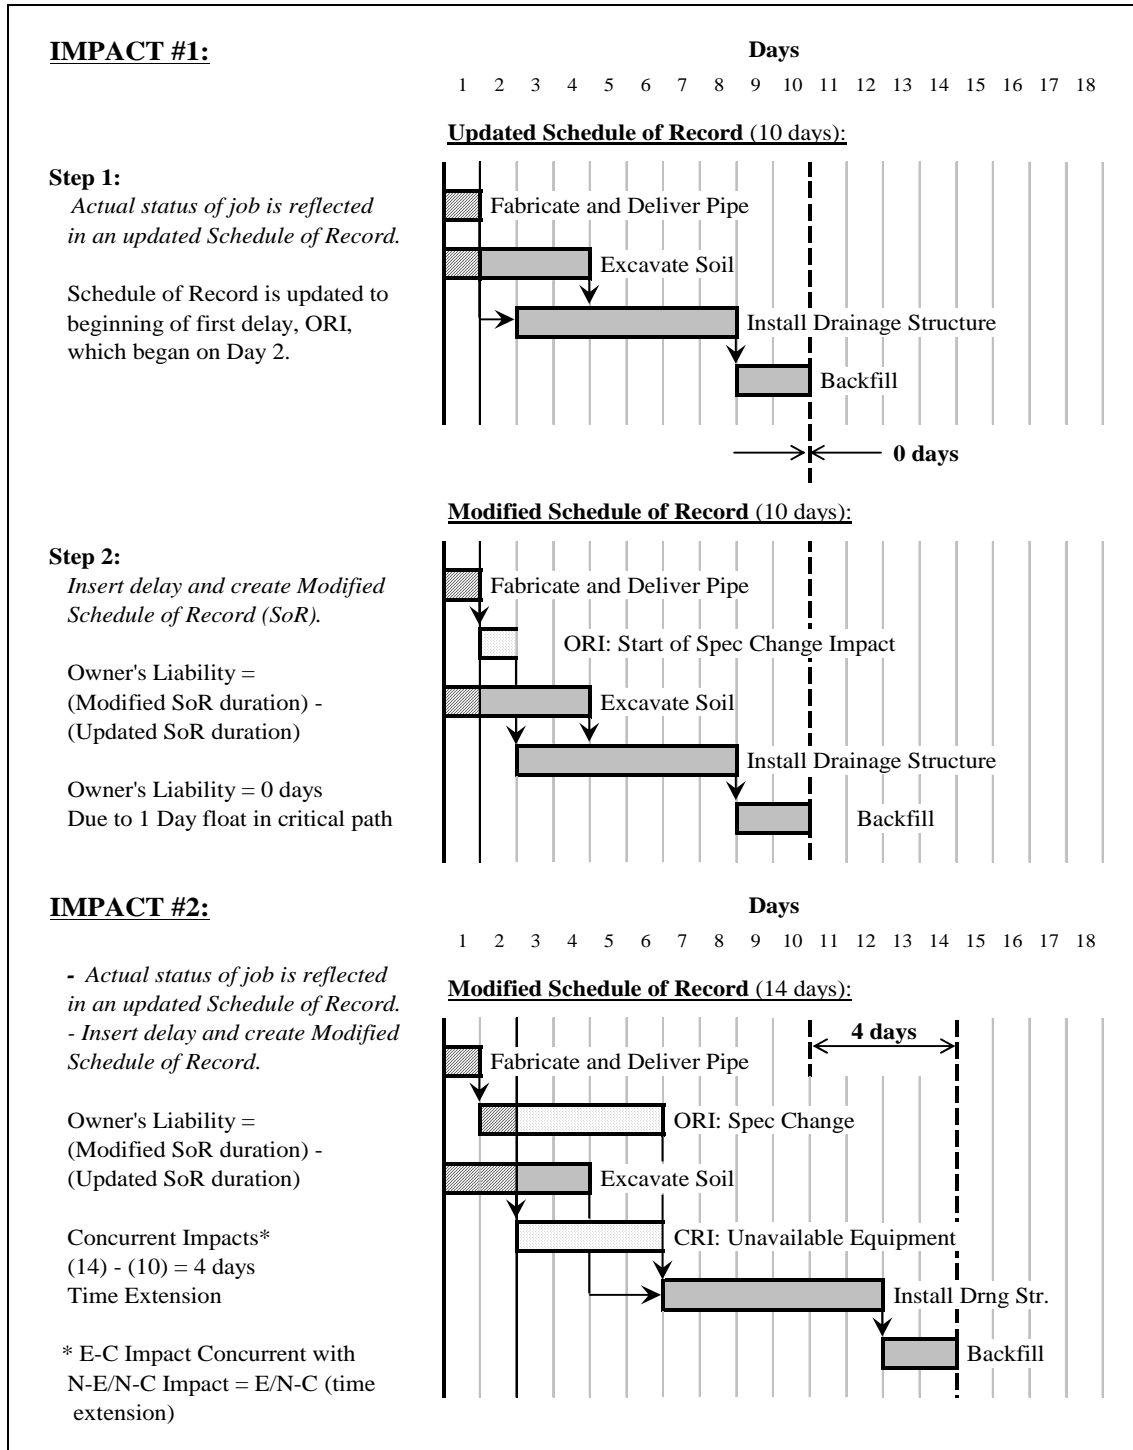 IMPACT #1:
Days
1 2 3 4 5 6 7 8 9 10 11 12 13 14 15 16 17 18
Updated Schedule of Record (10 days):
Step 1:
Actual status of job is reflected
in an updated Schedule of Record.
Schedule of Record is updated to
beginning of first delay, ORI,
which began on Day 2.
Fabricate and Deliver Pipe
Excavate Soil
Install Drainage Structure
Backfill
0 days
Modified Schedule of Record (10 days):
Step 2:
Insert delay and create Modified
Schedule of Record (SoR).
Owner's Liability =
(Modified SoR duration) -
(Updated SoR duration)
Owner's Liability = 0 days
Due to 1 Day float in critical path
Fabricate and Deliver Pipe
ORI: Start of Spec Change Impact
Excavate Soil
Install Drainage Structure
Backfill
IMPACT #2:
Days
1 2 3 4 5 6 7 8 9 10 11 12 13 14 15 16 17 18
- Actual status of job is reflected
in an updated Schedule of Record.
- Insert delay and create Modified
Schedule of Record.
Owner's Liability =
(Modified SoR duration) -
(Updated SoR duration)
Concurrent Impacts*
(14) - (10) = 4 days
Time Extension
* E-C Impact Concurrent with
N-E/N-C Impact = E/N-C (time
extension)
Modified Schedule of Record (14 days):
4 days
Fabricate and Deliver Pipe
ORI: Spec Change
Excavate Soil
CRI: Unavailable Equipment
Install Drng Str.
Backfill